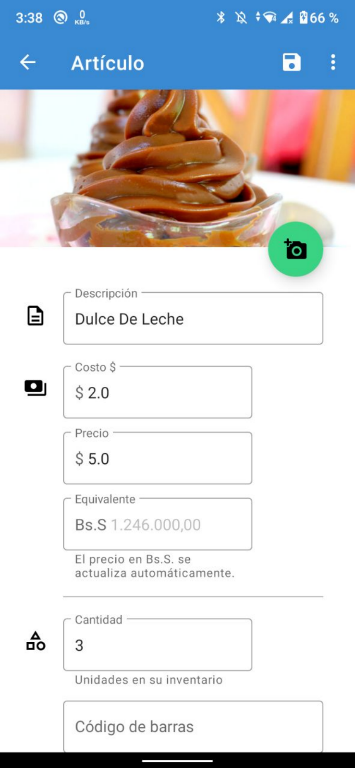 3:38 0 KB/s 66 %
Artículo
Descripción
Dulce De Leche
Costo $
$ 2.0
Precio
$ 5.0
Equivalente
Bs.S 1.246.000,00
El precio en Bs.S. se
actualiza automáticamente.
Cantidad
3
Unidades en su inventario
Código de barras